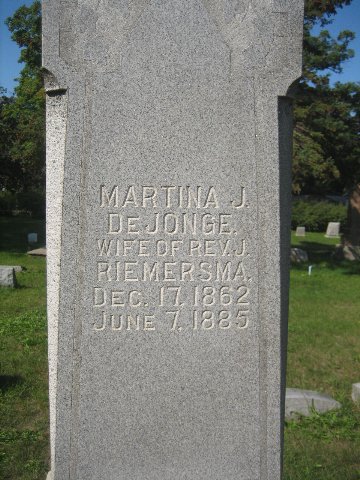 MARTINA J.
DEJONGE.
WIFE OF REV. J.
RIEMERSMA.
DEC. 17. 1862
JUNE 7. 1885